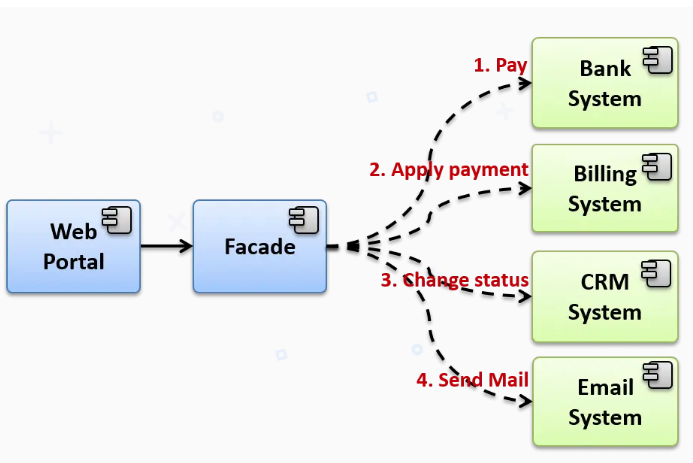 Web
Portal
Facade
1. Pay
2. Apply payment
3. Change status
4. Send Mail
Bank
System
Billing
System
CRM
System
Email
System